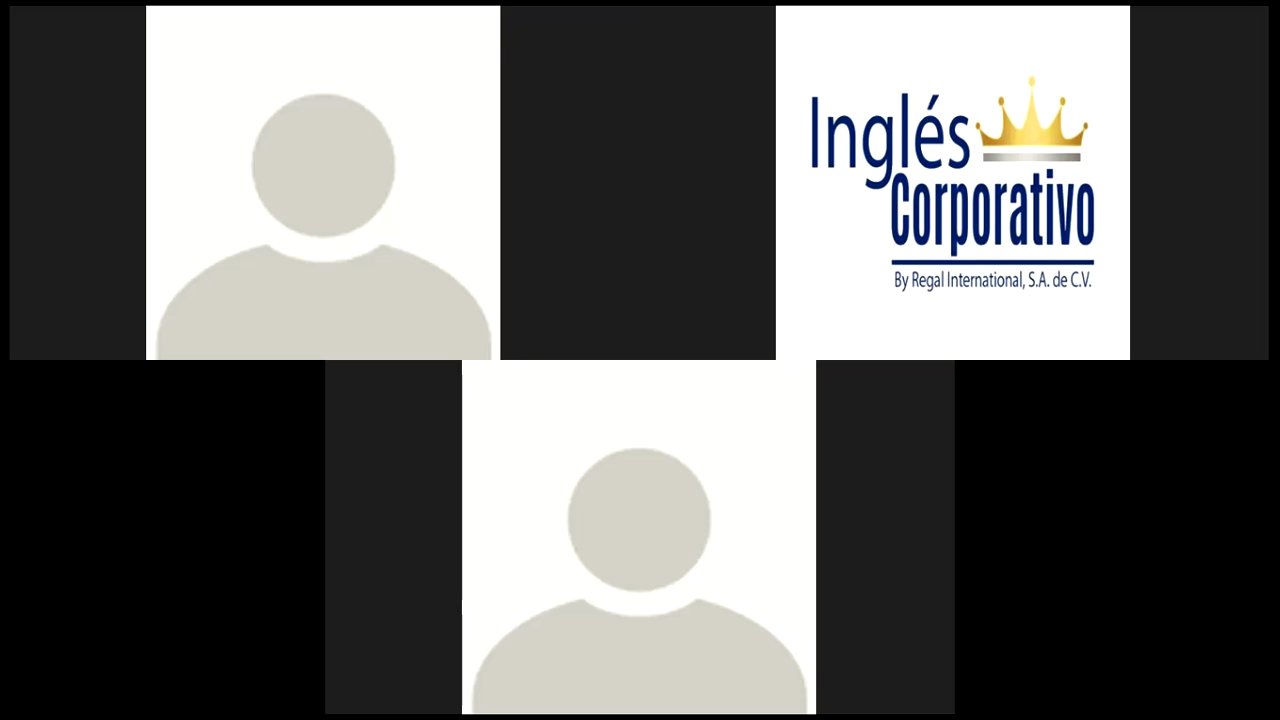 Inglés
Corporativo
By Regal International, S.A. de C.V.